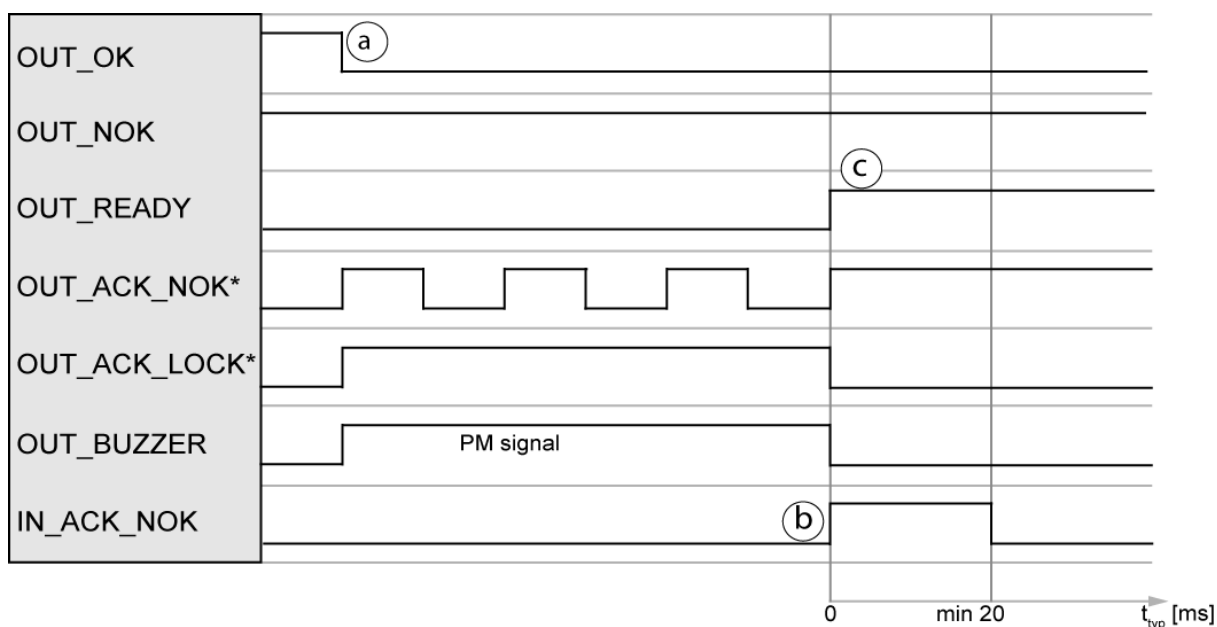 OUT_OK
a
OUT_NOK
c
OUT_READY
OUT_ACK_NOK*
OUT_ACK_LOCK*
OUT_BUZZER
PM signal
IN_ACK_NOK
b
0
min 20
t_typ [ms]